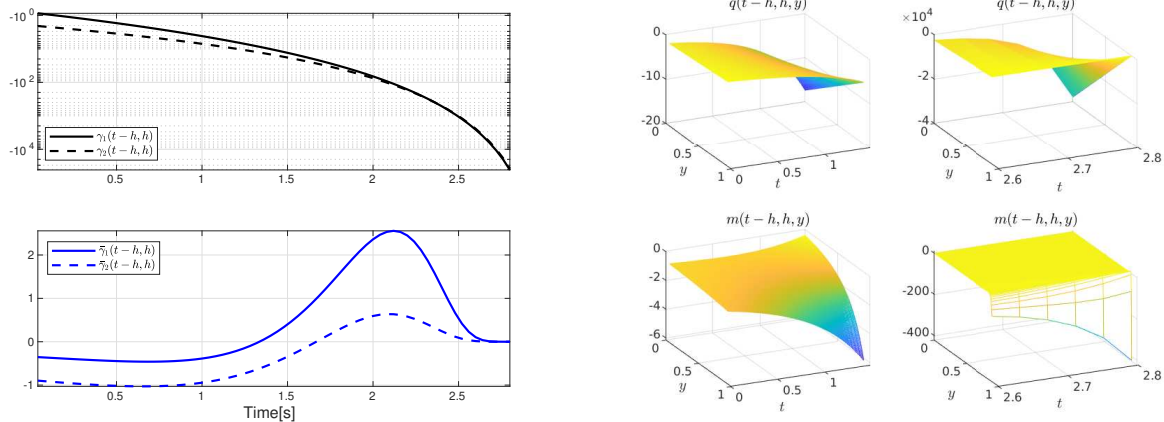 -10^0
-10^2
-10^4
γ₁(t − h, h)
γ₂(t − h, h)
0.5 1 1.5 2 2.5
2
1
0
-1
γ̄₁(t − h, h)
γ̄₂(t − h, h)
0.5 1 1.5 2 2.5
Time[s]
q(t − h, h, y)
0
-10
-20
0
0.5
1
y
0
0.5
1
t
q(t − h, h, y)
×10^4
0
-2
-4
0
0.5
1
y
2.6
2.7
2.8
t
m(t − h, h, y)
0
-2
-4
-6
0
0.5
1
y
0
0.5
1
t
m(t − h, h, y)
0
-200
-400
0
0.5
1
y
2.6
2.7
2.8
t